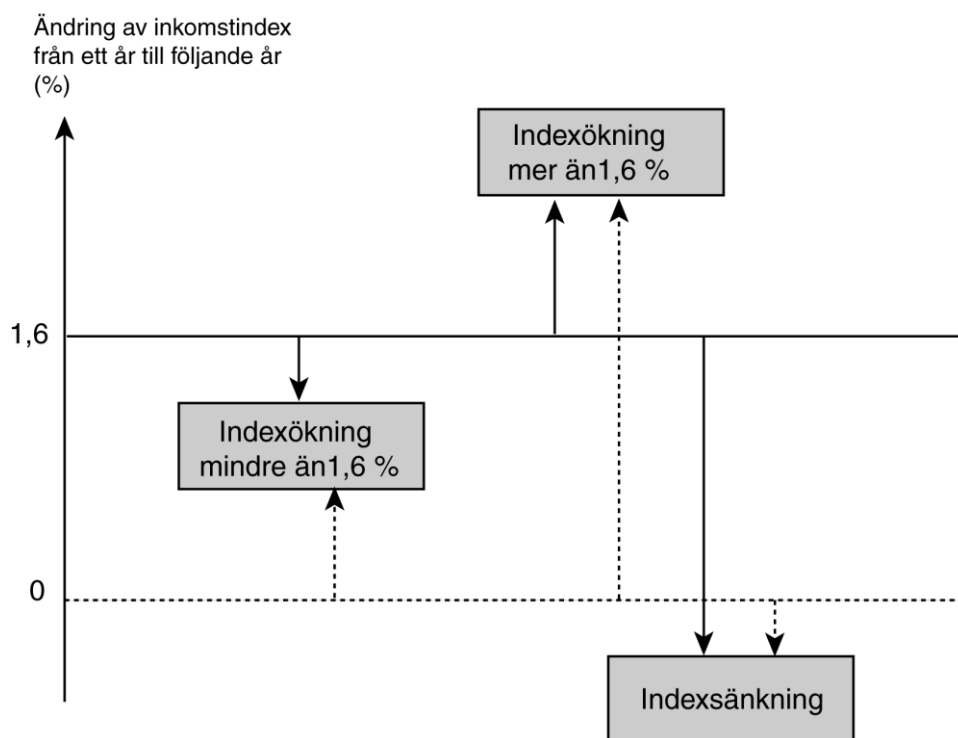 Ändring av inkomstindex
från ett år till följande år
(%)
Indexökning
mer än1,6 %
1,6
Indexökning
mindre än1,6 %
0
Indexsänkning